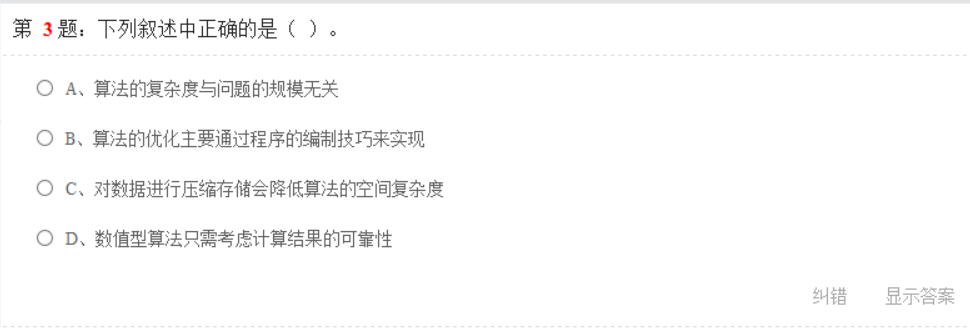 第 3 题：下列叙述中正确的是（ ）。
A、算法的复杂度与问题的规模无关
B、算法的优化主要通过程序的编制技巧来实现
C、对数据进行压缩存储会降低算法的空间复杂度
D、数值型算法只需考虑计算结果的可靠性
纠错 显示答案